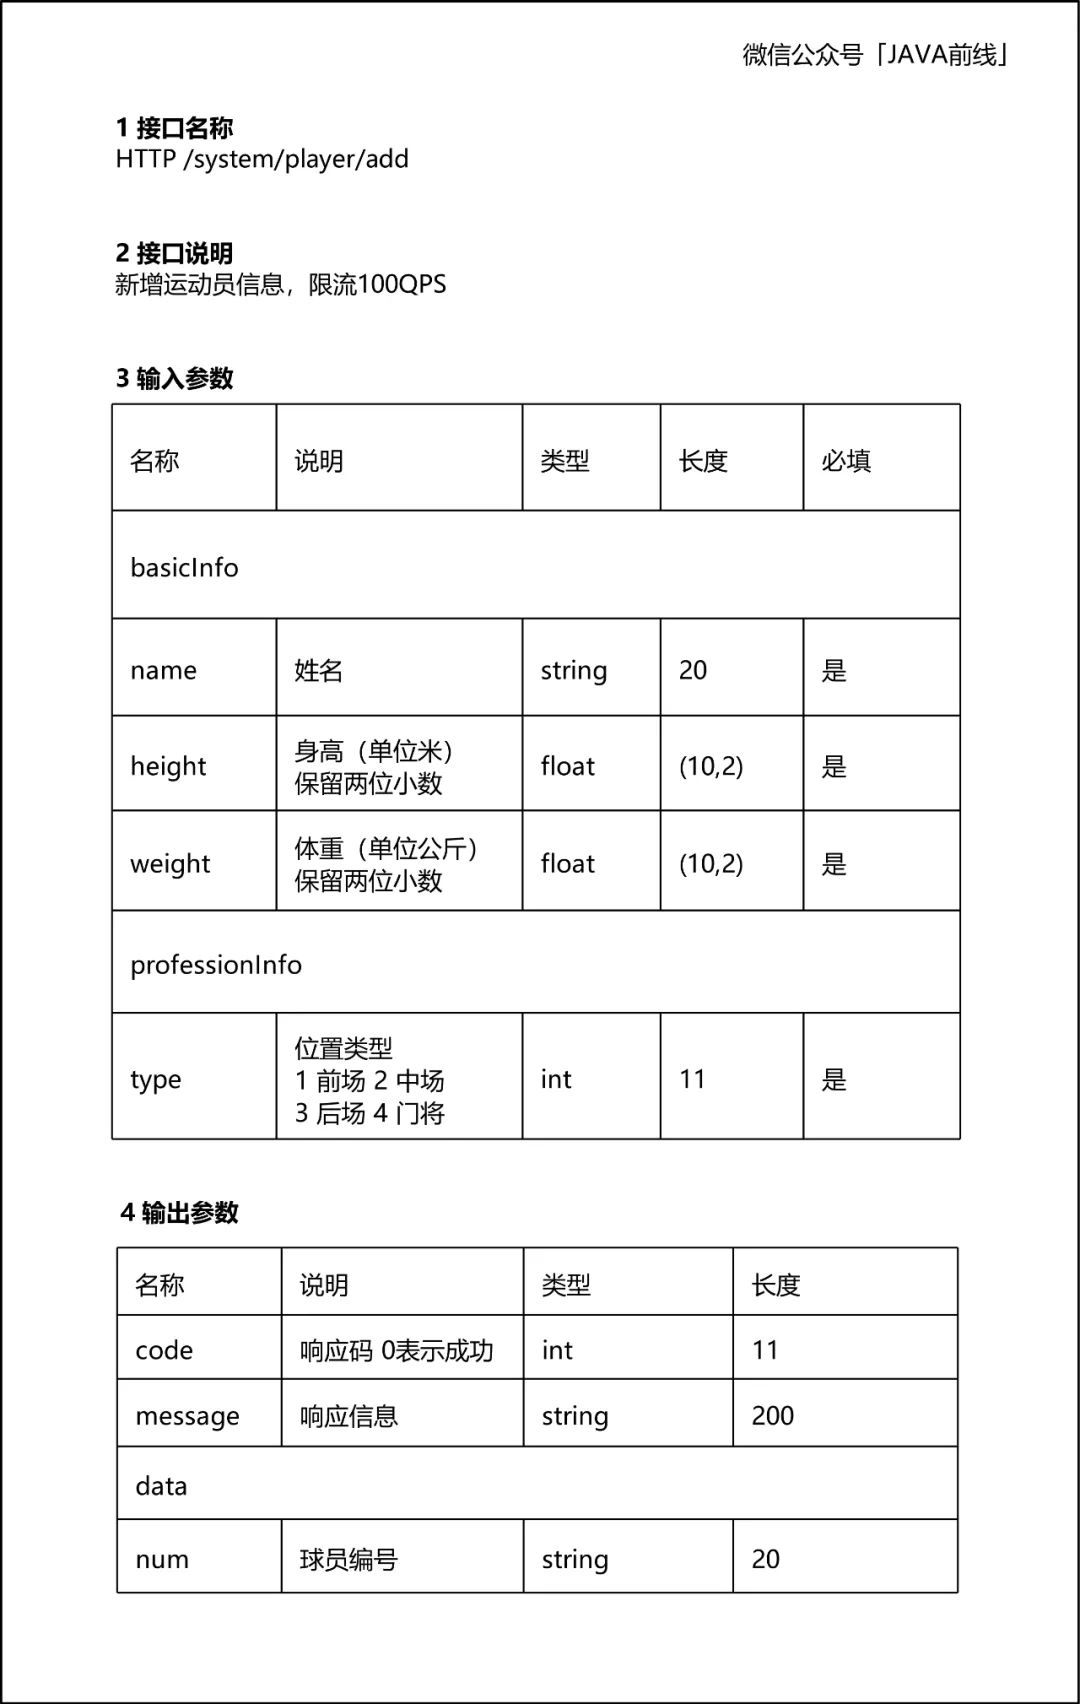 微信公众号「JAVA前线」
1 接口名称
HTTP /system/player/add
2 接口说明
新增运动员信息，限流100QPS
3 输入参数
名称 说明 类型 长度 必填
basicInfo
name 姓名 string 20 是
height 身高（单位米） 保留两位小数 float (10,2) 是
weight 体重（单位公斤） 保留两位小数 float (10,2) 是
professionInfo
type 位置类型 1 前场 2 中场 3 后场 4 门将 int 11 是
4 输出参数
名称 说明 类型 长度
code 响应码 0表示成功 int 11
message 响应信息 string 200
data
num 球员编号 string 20